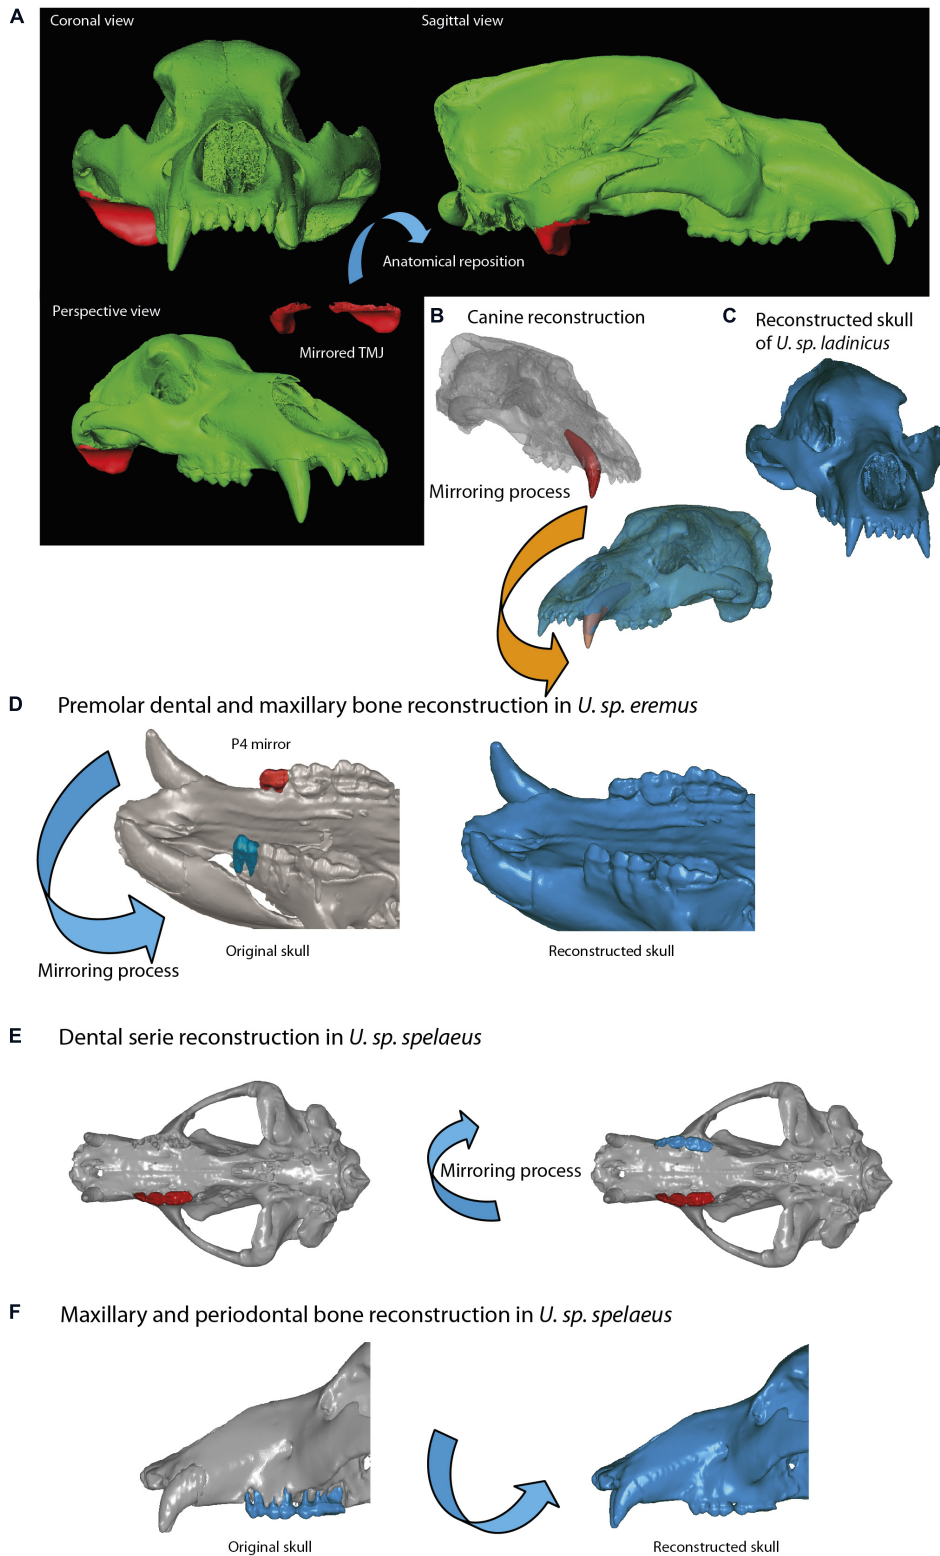 A
Coronal view
Sagittal view
Anatomical reposition
Perspective view
Mirrored TMJ
B
Canine reconstruction
Mirroring process
C
Reconstructed skull
of U. sp. ladinicus
D
Premolar dental and maxillary bone reconstruction in U. sp. eremus
P4 mirror
Mirroring process
Original skull
Reconstructed skull
E
Dental serie reconstruction in U. sp. spelaeus
Mirroring process
F
Maxillary and periodontal bone reconstruction in U. sp. spelaeus
Original skull
Reconstructed skull